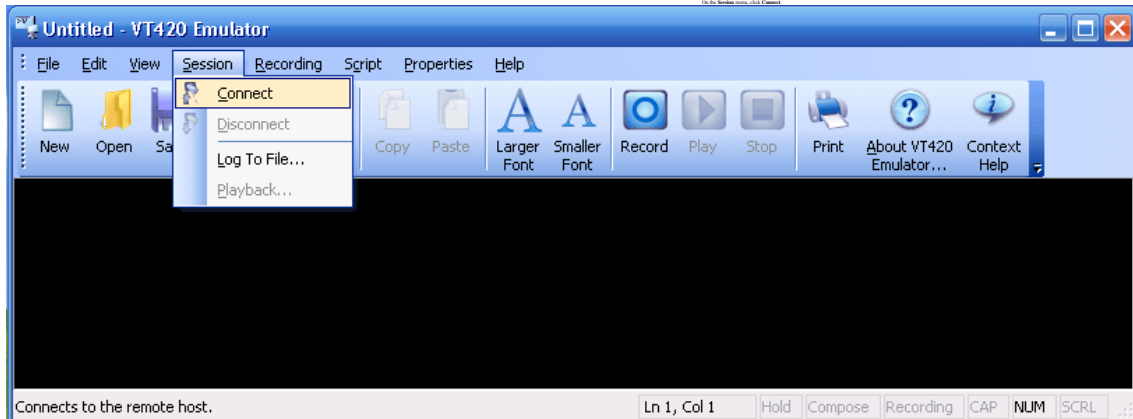 On the Session menu, click Connect.
Untitled - VT420 Emulator
File Edit View Session Recording Script Properties Help
Connect
Disconnect
Log To File...
Playback...
New Open Sa Copy Paste Larger Font Smaller Font Record Play Stop Print About VT420 Emulator... Context Help
Connects to the remote host. Ln 1, Col 1 Hold Compose Recording CAP NUM SCRL